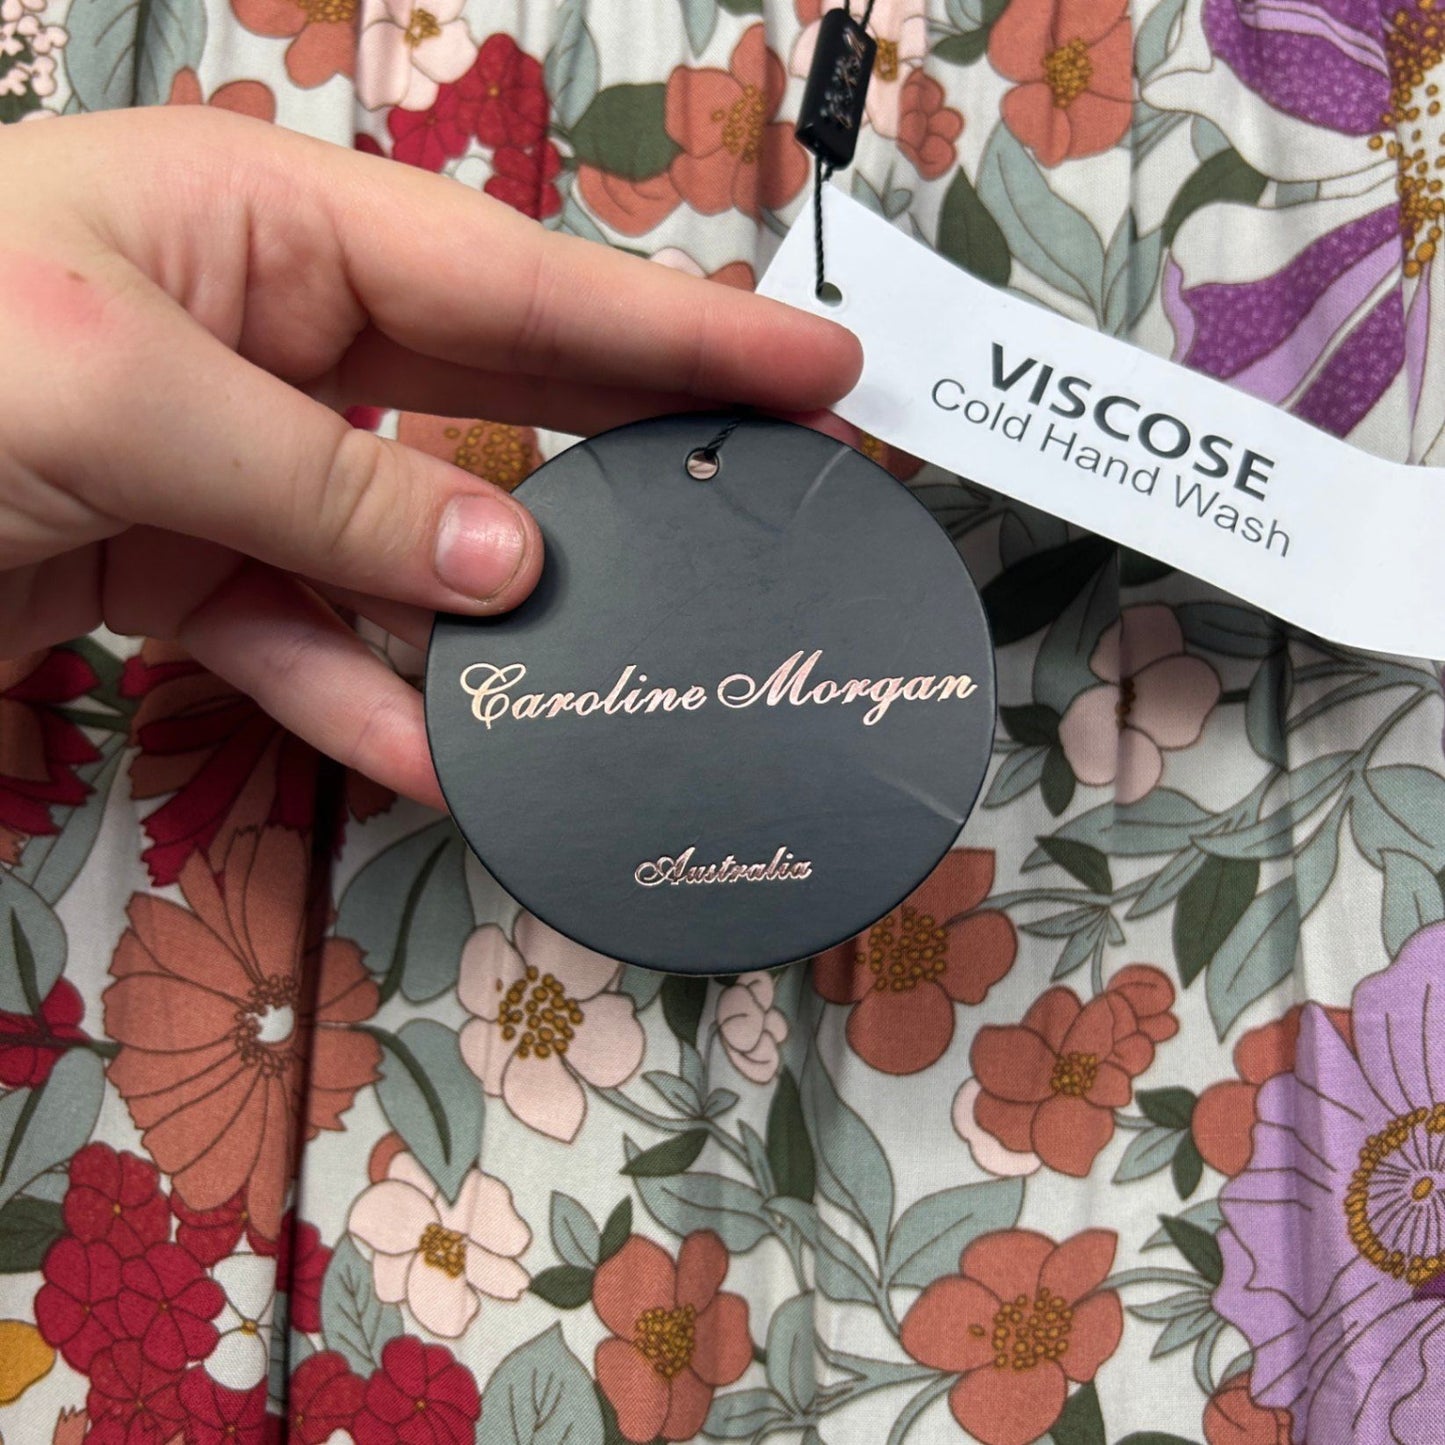 VISCOSE
Cold Hand Wash
Caroline Morgan
Australia